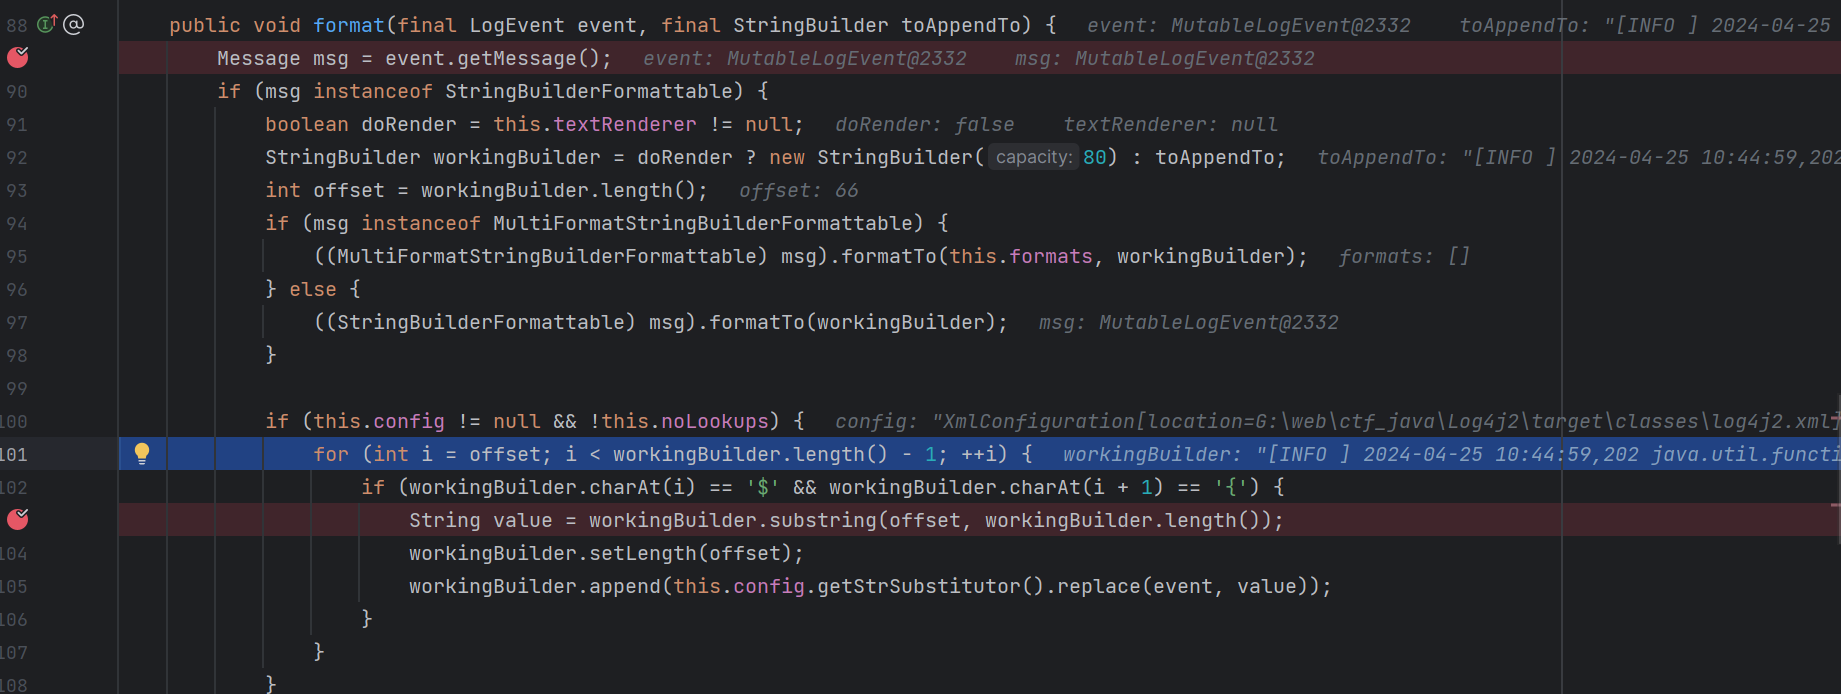 88 public void format(final LogEvent event, final StringBuilder toAppendTo) { event: MutableLogEvent@2332 toAppendTo: "[INFO ] 2024-04-25
Message msg = event.getMessage(); event: MutableLogEvent@2332 msg: MutableLogEvent@2332
90 if (msg instanceof StringBuilderFormattable) {
91 boolean doRender = this.textRenderer != null; doRender: false textRenderer: null
92 StringBuilder workingBuilder = doRender ? new StringBuilder( capacity: 80) : toAppendTo; toAppendTo: "[INFO ] 2024-04-25 10:44:59,202
93 int offset = workingBuilder.length(); offset: 66
94 if (msg instanceof MultiFormatStringBuilderFormattable) {
95 ((MultiFormatStringBuilderFormattable) msg).formatTo(this.formats, workingBuilder); formats: []
96 } else {
97 ((StringBuilderFormattable) msg).formatTo(workingBuilder); msg: MutableLogEvent@2332
98 }
99
100 if (this.config != null && !this.noLookups) { config: "XmlConfiguration[location=G:\web\ctf_java\Log4j2\target\classes\log4j2.xml]
101 for (int i = offset; i < workingBuilder.length() - 1; ++i) { workingBuilder: "[INFO ] 2024-04-25 10:44:59,202 java.util.functi
102 if (workingBuilder.charAt(i) == '$' && workingBuilder.charAt(i + 1) == '{') {
String value = workingBuilder.substring(offset, workingBuilder.length());
104 workingBuilder.setLength(offset);
105 workingBuilder.append(this.config.getStrSubstitutor().replace(event, value));
106 }
107 }
108 }